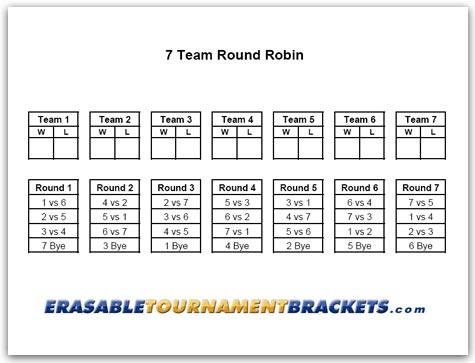 7 Team Round Robin
Team 1 Team 2 Team 3 Team 4 Team 5 Team 6 Team 7
W L W L W L W L W L W L W L
Round 1 Round 2 Round 3 Round 4 Round 5 Round 6 Round 7
1 vs 6 4 vs 2 2 vs 7 5 vs 3 3 vs 1 6 vs 4 7 vs 5
2 vs 5 5 vs 1 3 vs 6 6 vs 2 4 vs 7 7 vs 3 1 vs 4
3 vs 4 6 vs 7 4 vs 5 7 vs 1 5 vs 6 1 vs 2 2 vs 3
7 Bye 3 Bye 1 Bye 4 Bye 2 Bye 5 Bye 6 Bye
ERASABLETOURNAMENTBRACKETS.com